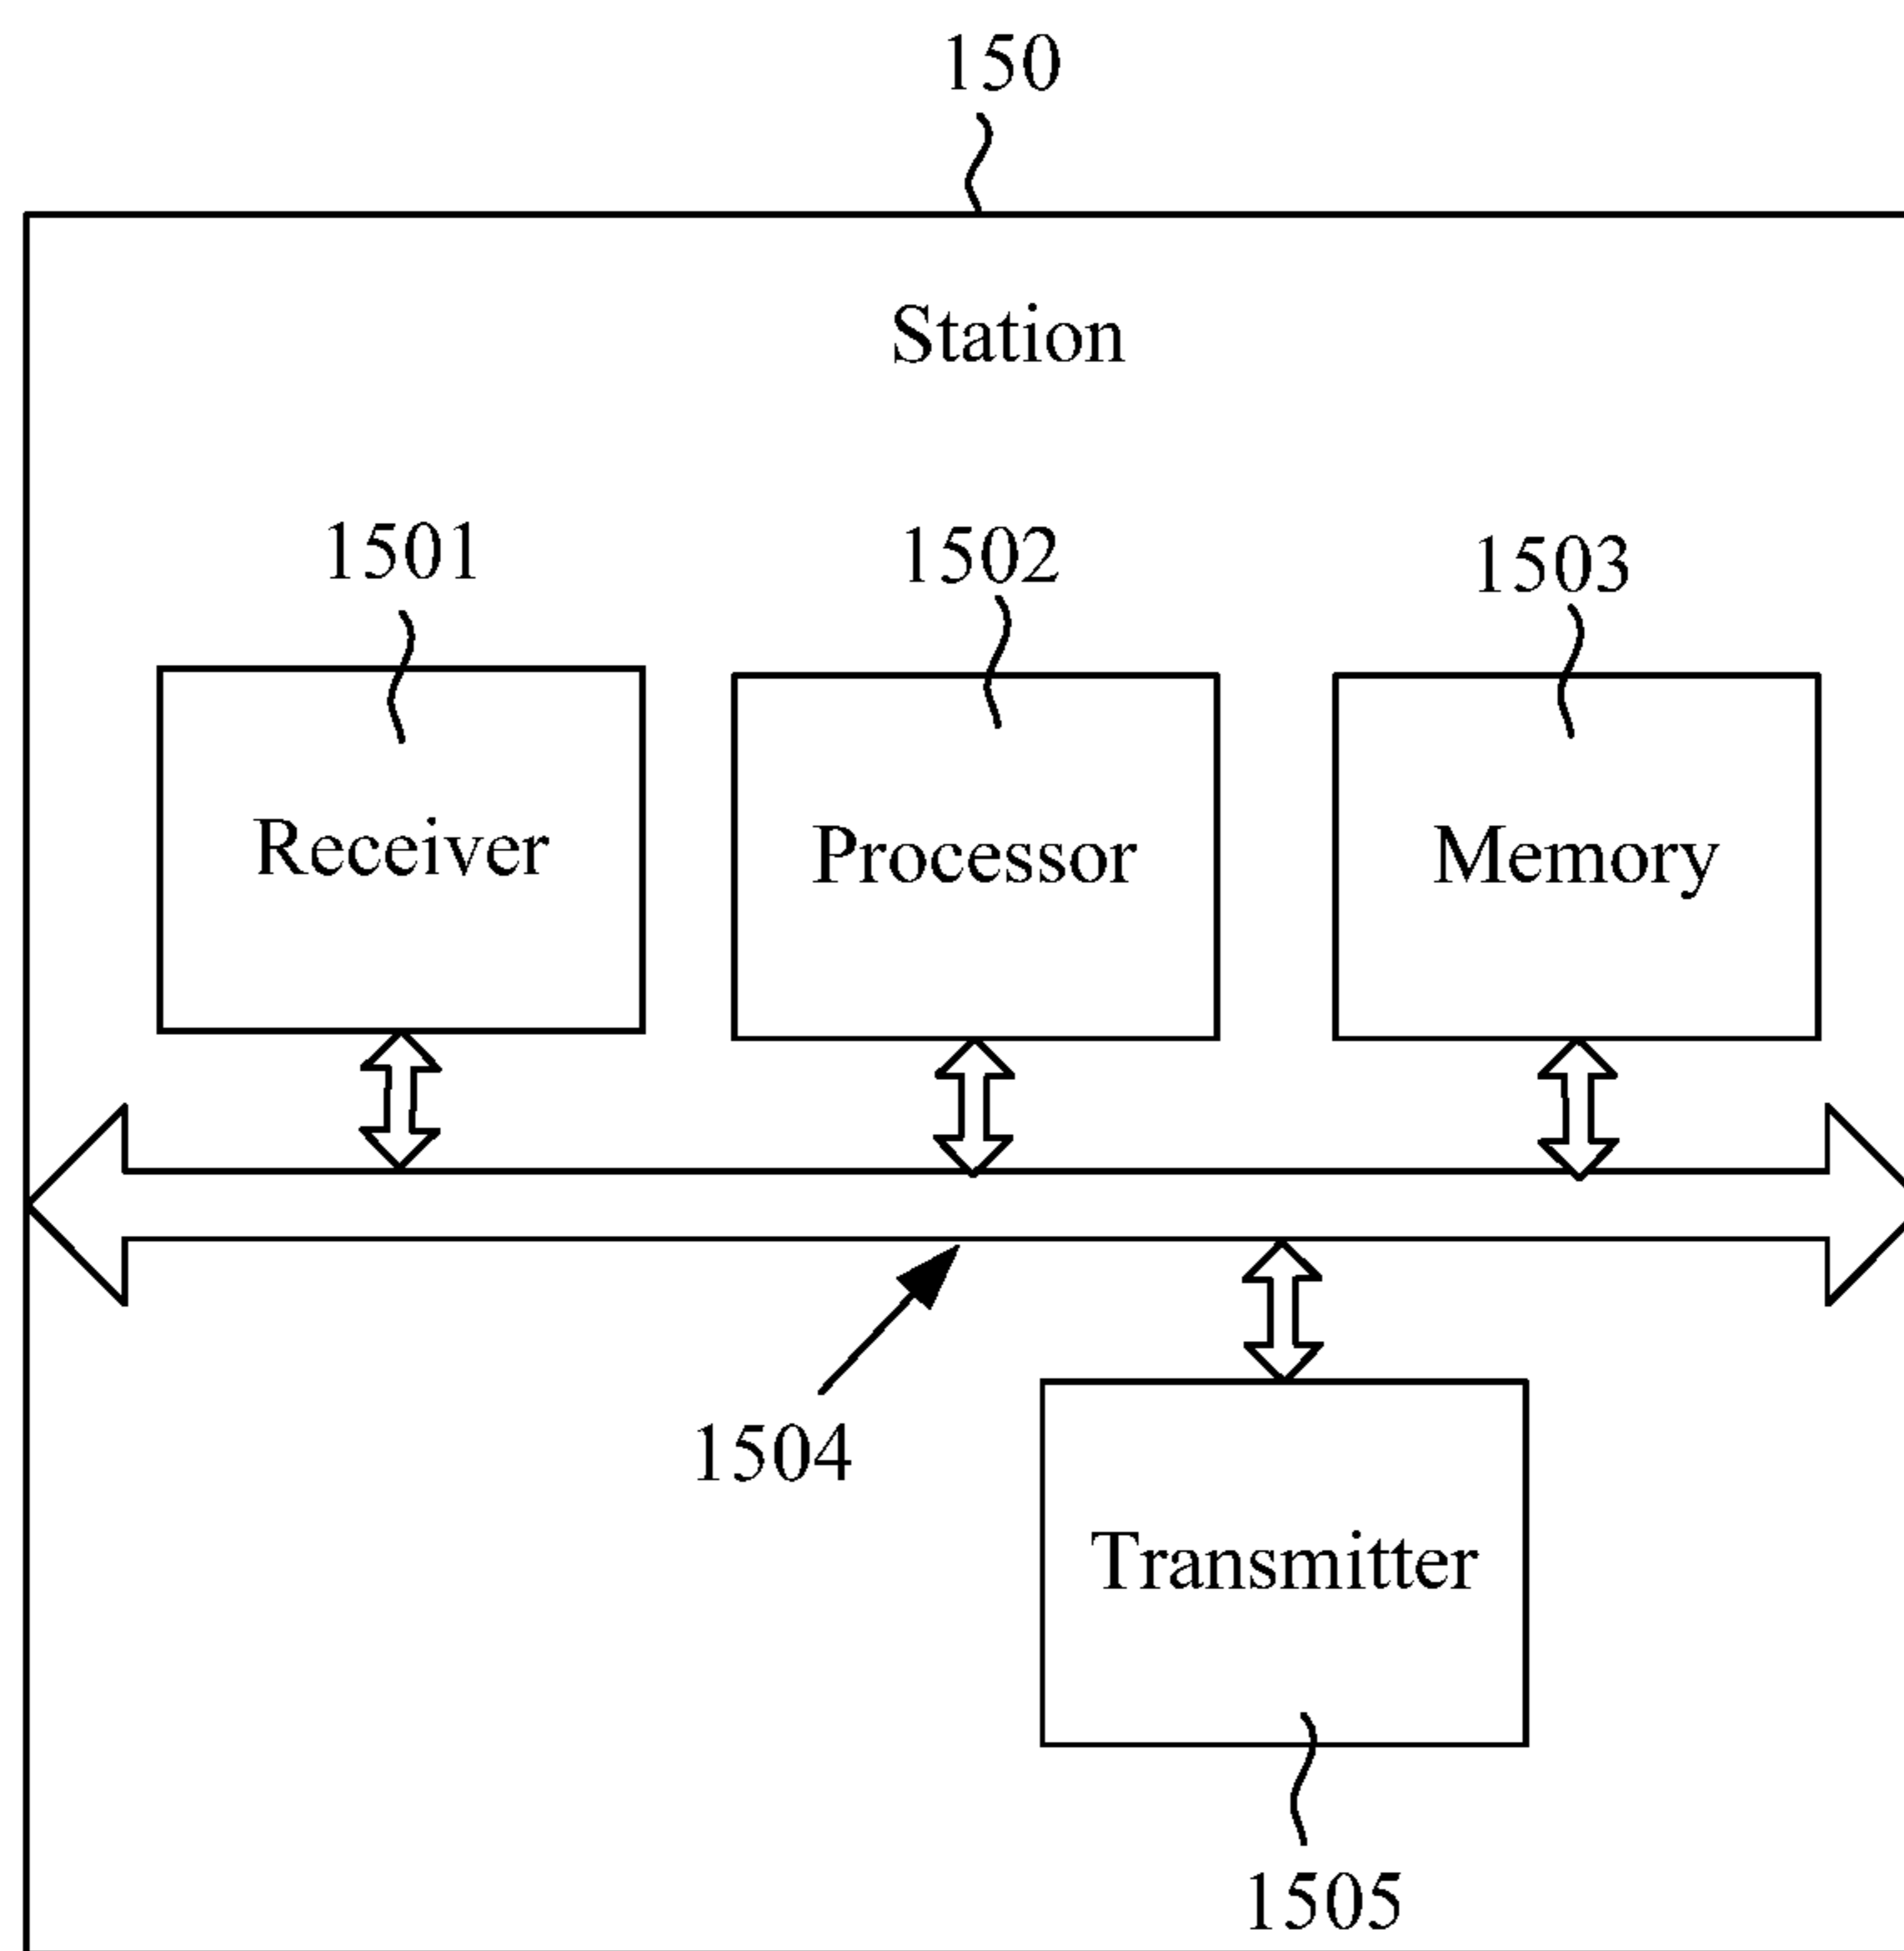 150
Station
1501
1502
1503
Receiver
Processor
Memory
1504
Transmitter
1505